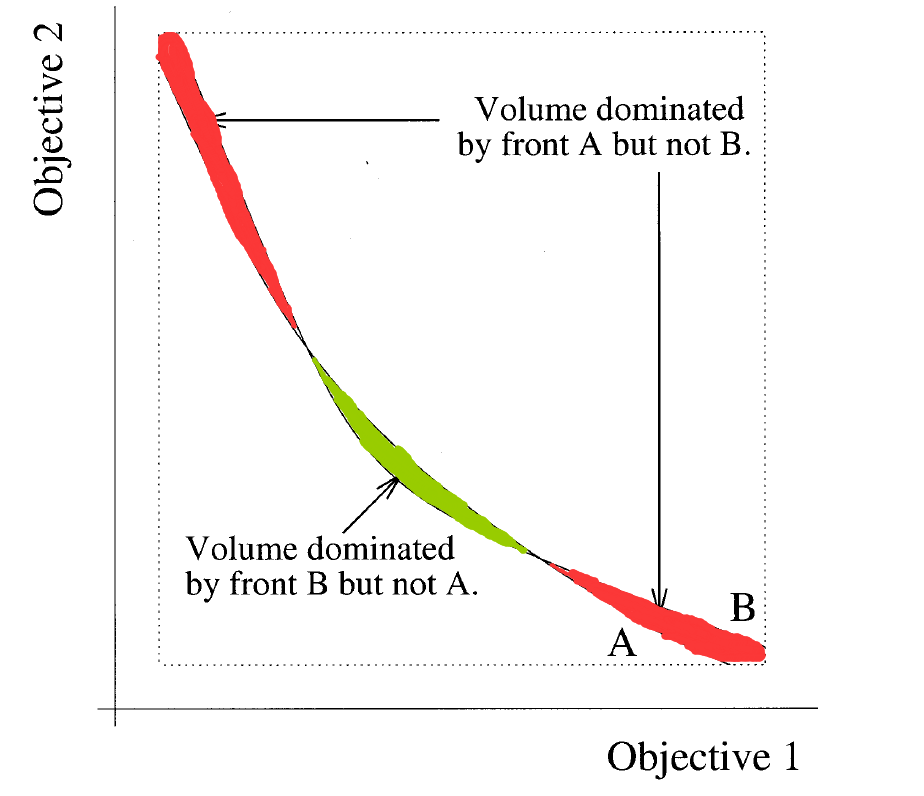 Objective 2
Volume dominated
by front A but not B.
Volume dominated
by front B but not A.
B
A
Objective 1